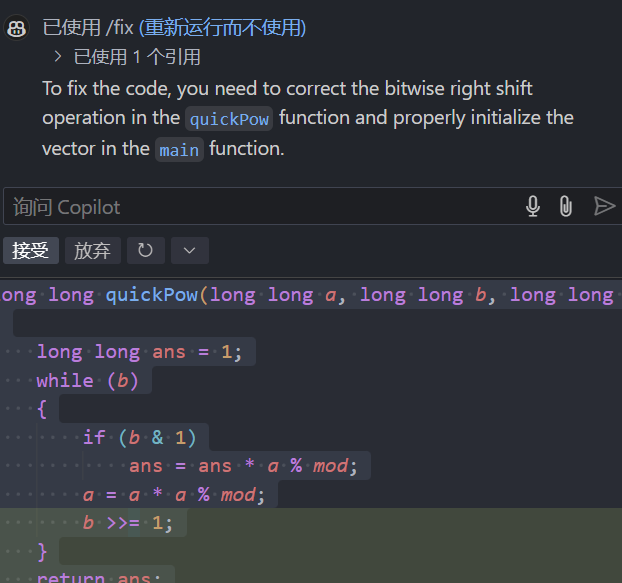 已使用 /fix (重新运行而不使用)
> 已使用 1 个引用
To fix the code, you need to correct the bitwise right shift
operation in the quickPow function and properly initialize the
vector in the main function.
询问 Copilot
接受 放弃
long long quickPow(long long a, long long b, long long
long long ans = 1;
while (b)
{
if (b & 1)
ans = ans * a % mod;
a = a * a % mod;
b >>= 1;
}
return ans;